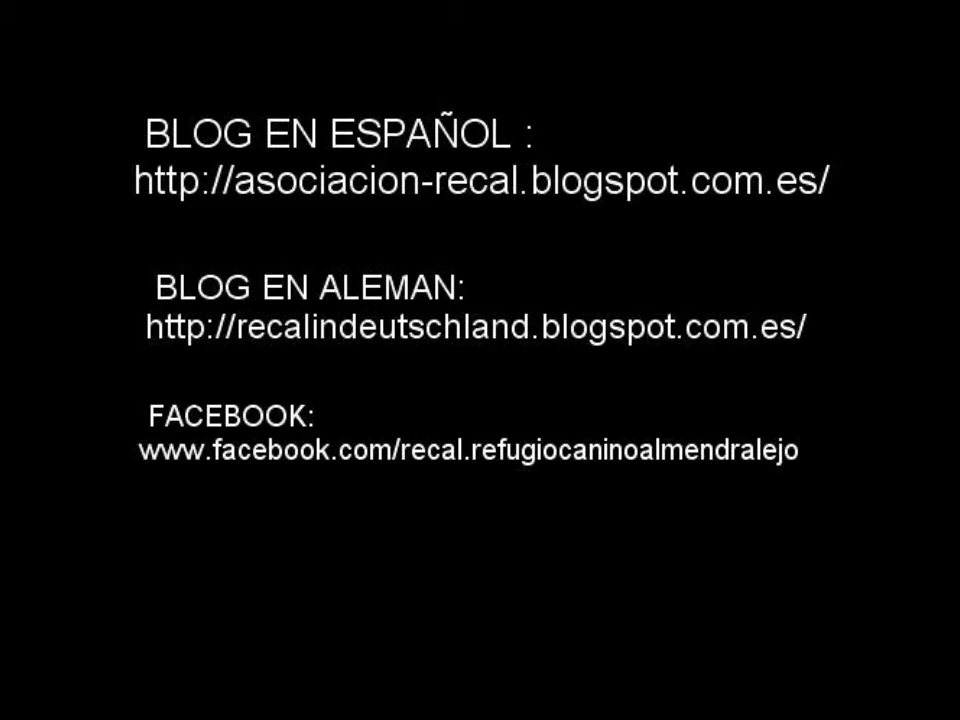 BLOG EN ESPAÑOL :
http://asociacion-recal.blogspot.com.es/
BLOG EN ALEMAN:
http://recalindeutschland.blogspot.com.es/
FACEBOOK:
www.facebook.com/recal.refugiocaninoalmendralejo